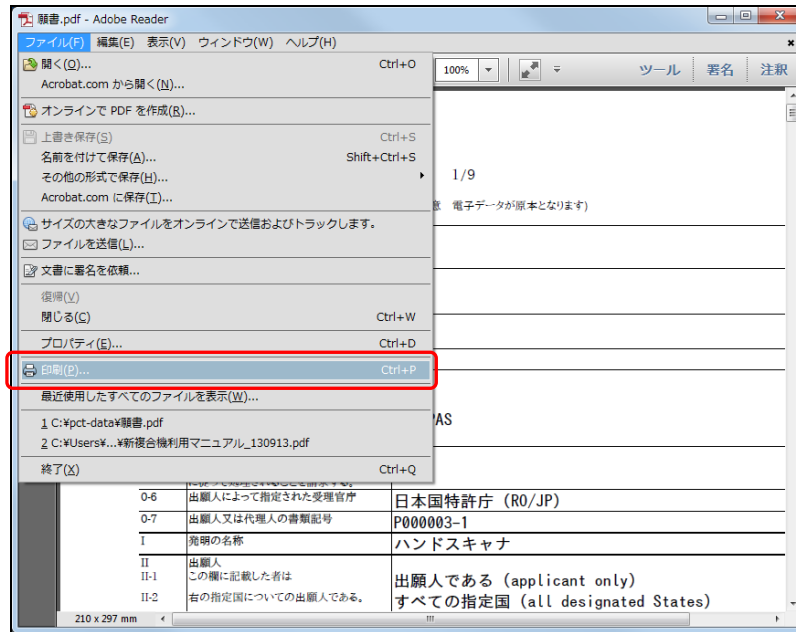 願書.pdf - Adobe Reader
ファイル(F) 編集(E) 表示(V) ウィンドウ(W) ヘルプ(H)
開く(O)... Ctrl+O
Acrobat.com から開く(N)...
オンラインで PDF を作成(R)...
上書き保存(S) Ctrl+S
名前を付けて保存(A)... Shift+Ctrl+S
その他の形式で保存(H)...
Acrobat.com に保存(T)...
サイズの大きなファイルをオンラインで送信およびトラックします。
ファイルを送信(L)...
文書に署名を依頼...
復帰(V)
閉じる(C) Ctrl+W
プロパティ(E)... Ctrl+D
印刷(P)... Ctrl+P
最近使用したすべてのファイルを表示(W)...
1 C:¥pct-data¥願書.pdf
2 C:¥Users¥...¥新複合機利用マニュアル_130913.pdf
終了(X) Ctrl+Q
100%
ツール 署名 注釈
1/9
意 電子データが原本となります)
PAS
0-6 出願人によって指定された受理官庁 日本国特許庁 (RO/JP)
0-7 出願人又は代理人の書類記号 P000003-1
I 発明の名称 ハンドスキャナ
II 出願人
II-1 この欄に記載した者は 出願人である (applicant only)
II-2 右の指定国についての出願人である。 すべての指定国 (all designated States)
210 x 297 mm